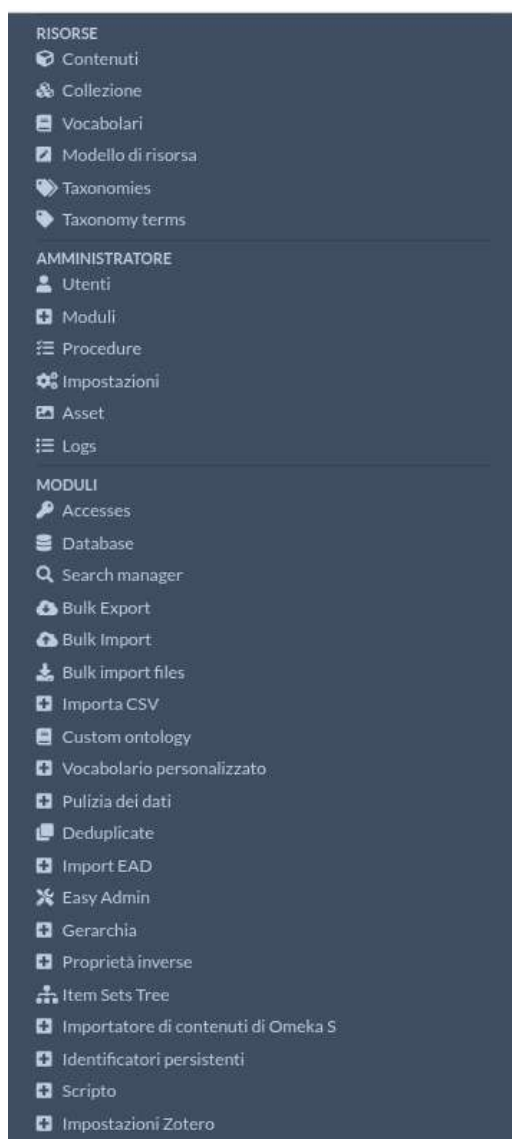 RISORSE
Contenuti
Collezione
Vocabolari
Modello di risorsa
Taxonomies
Taxonomy terms
AMMINISTRATORE
Utenti
Moduli
Procedure
Impostazioni
Asset
Logs
MODULI
Accesses
Database
Search manager
Bulk Export
Bulk Import
Bulk import files
Importa CSV
Custom ontology
Vocabolario personalizzato
Pulizia dei dati
Deduplicate
Import EAD
Easy Admin
Gerarchia
Proprietà inverse
Item Sets Tree
Importatore di contenuti di Omeka S
Identificatori persistenti
Scripto
Impostazioni Zotero